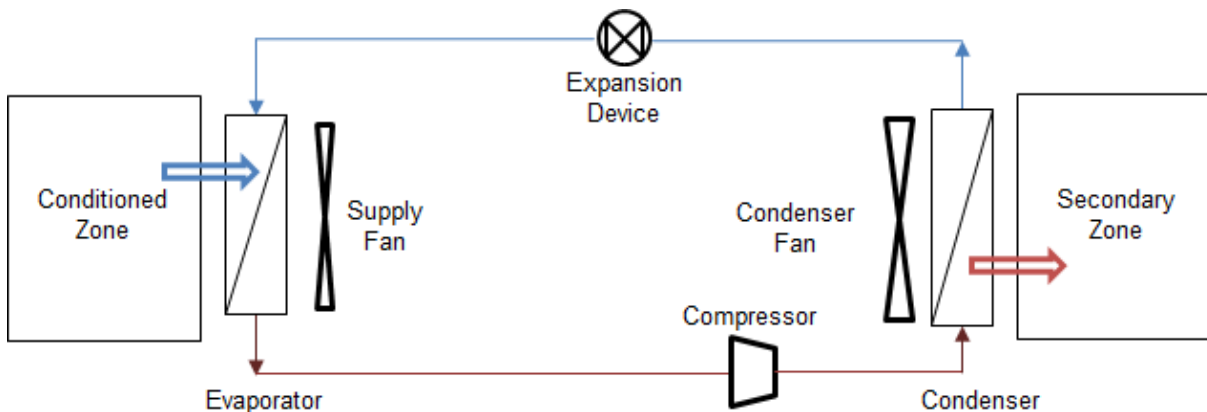 Expansion
Device
Conditioned
Zone
Supply
Fan
Condenser
Fan
Secondary
Zone
Compressor
Evaporator
Condenser